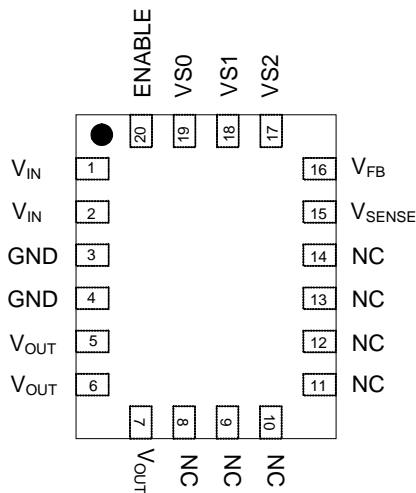 ENABLE VS0 VS1 VS2
20 19 18 17
VIN 1 16 VFB
VIN 2 15 VSENSE
GND 3 14 NC
GND 4 13 NC
VOUT 5 12 NC
VOUT 6 11 NC
7 8 9 10
VOUT NC NC NC